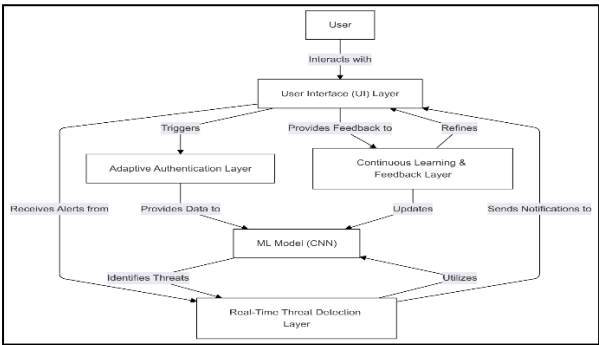 User
Interacts with
User Interface (UI) Layer
Triggers
Provides Feedback to
Refines
Adaptive Authentication Layer
Continuous Learning &
Feedback Layer
Receives Alerts from
Provides Data to
Updates
Sends Notifications to
ML Model (CNN)
Identifies Threats
Utilizes
Real-Time Threat Detection
Layer